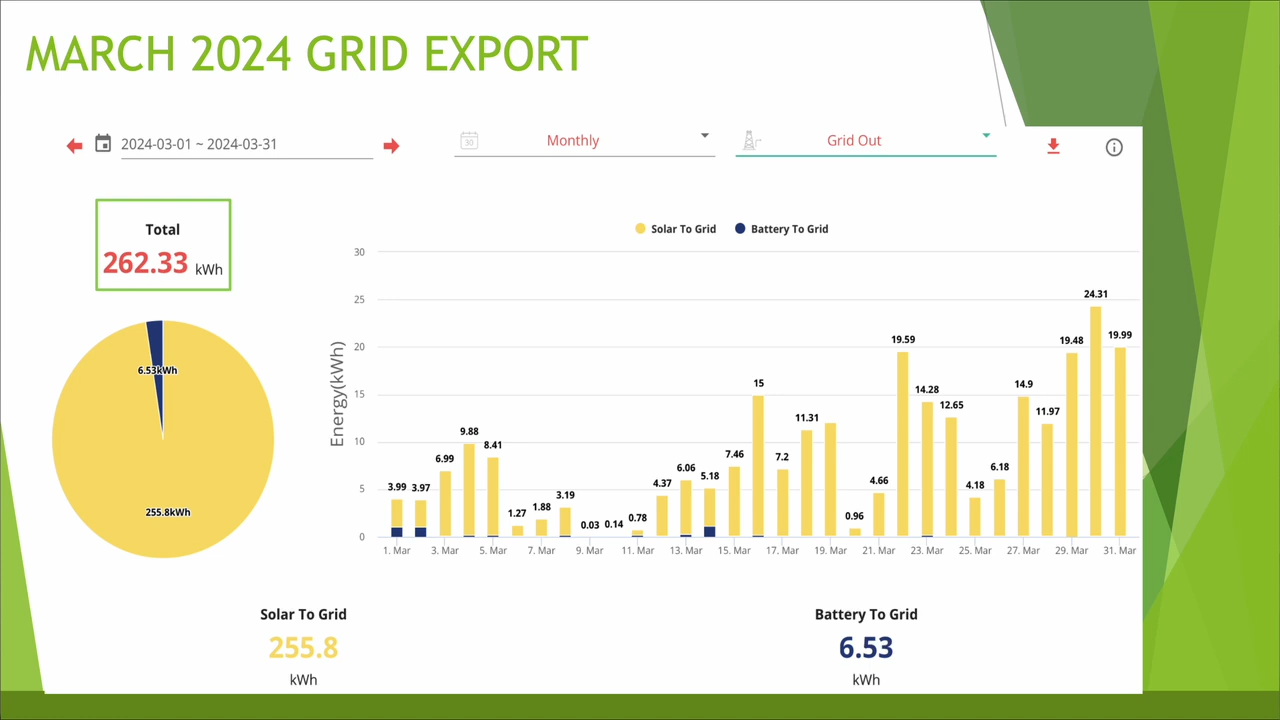 MARCH 2024 GRID EXPORT
2024-03-01 ~ 2024-03-31
30
Monthly
Grid Out
Total
262.33 kWh
Solar To Grid
Battery To Grid
6.53kWh
255.8kWh
Energy(kWh)
30
25
20
15
10
5
0
3.99
3.97
6.99
9.88
8.41
1.27
1.88
3.19
0.03
0.14
0.78
4.37
6.06
5.18
7.46
15
7.2
11.31
0.96
4.66
19.59
14.28
12.65
4.18
6.18
14.9
11.97
19.48
24.31
19.99
1. Mar
3. Mar
5. Mar
7. Mar
9. Mar
11. Mar
13. Mar
15. Mar
17. Mar
19. Mar
21. Mar
23. Mar
25. Mar
27. Mar
29. Mar
31. Mar
Solar To Grid
255.8
kWh
Battery To Grid
6.53
kWh